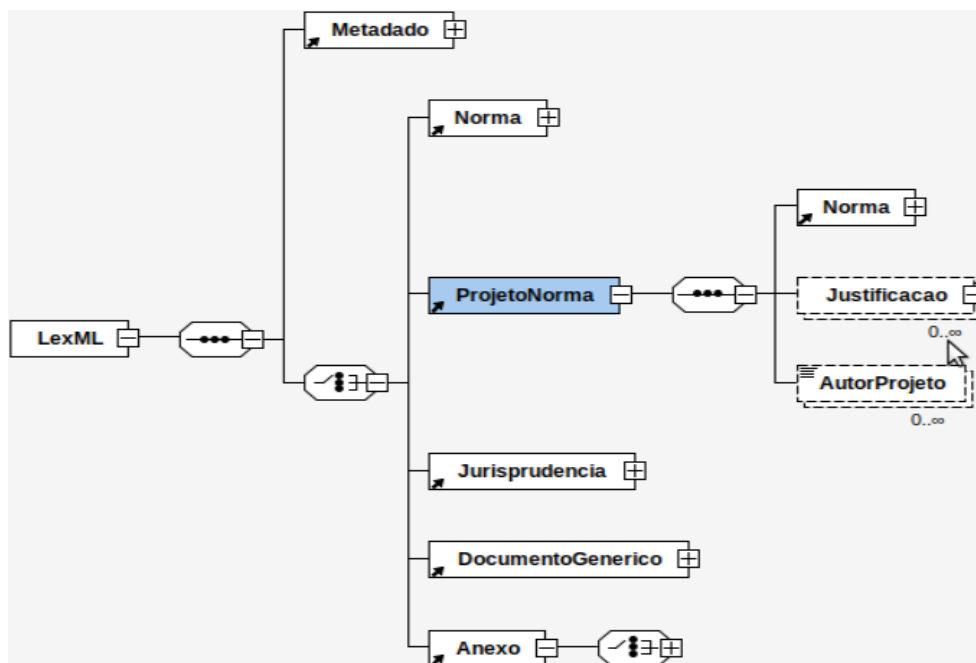 Metadado
Norma
Norma
ProjetoNorma
Justificacao
0..∞
LexML
AutorProjeto
0..∞
Jurisprudencia
DocumentoGenerico
Anexo